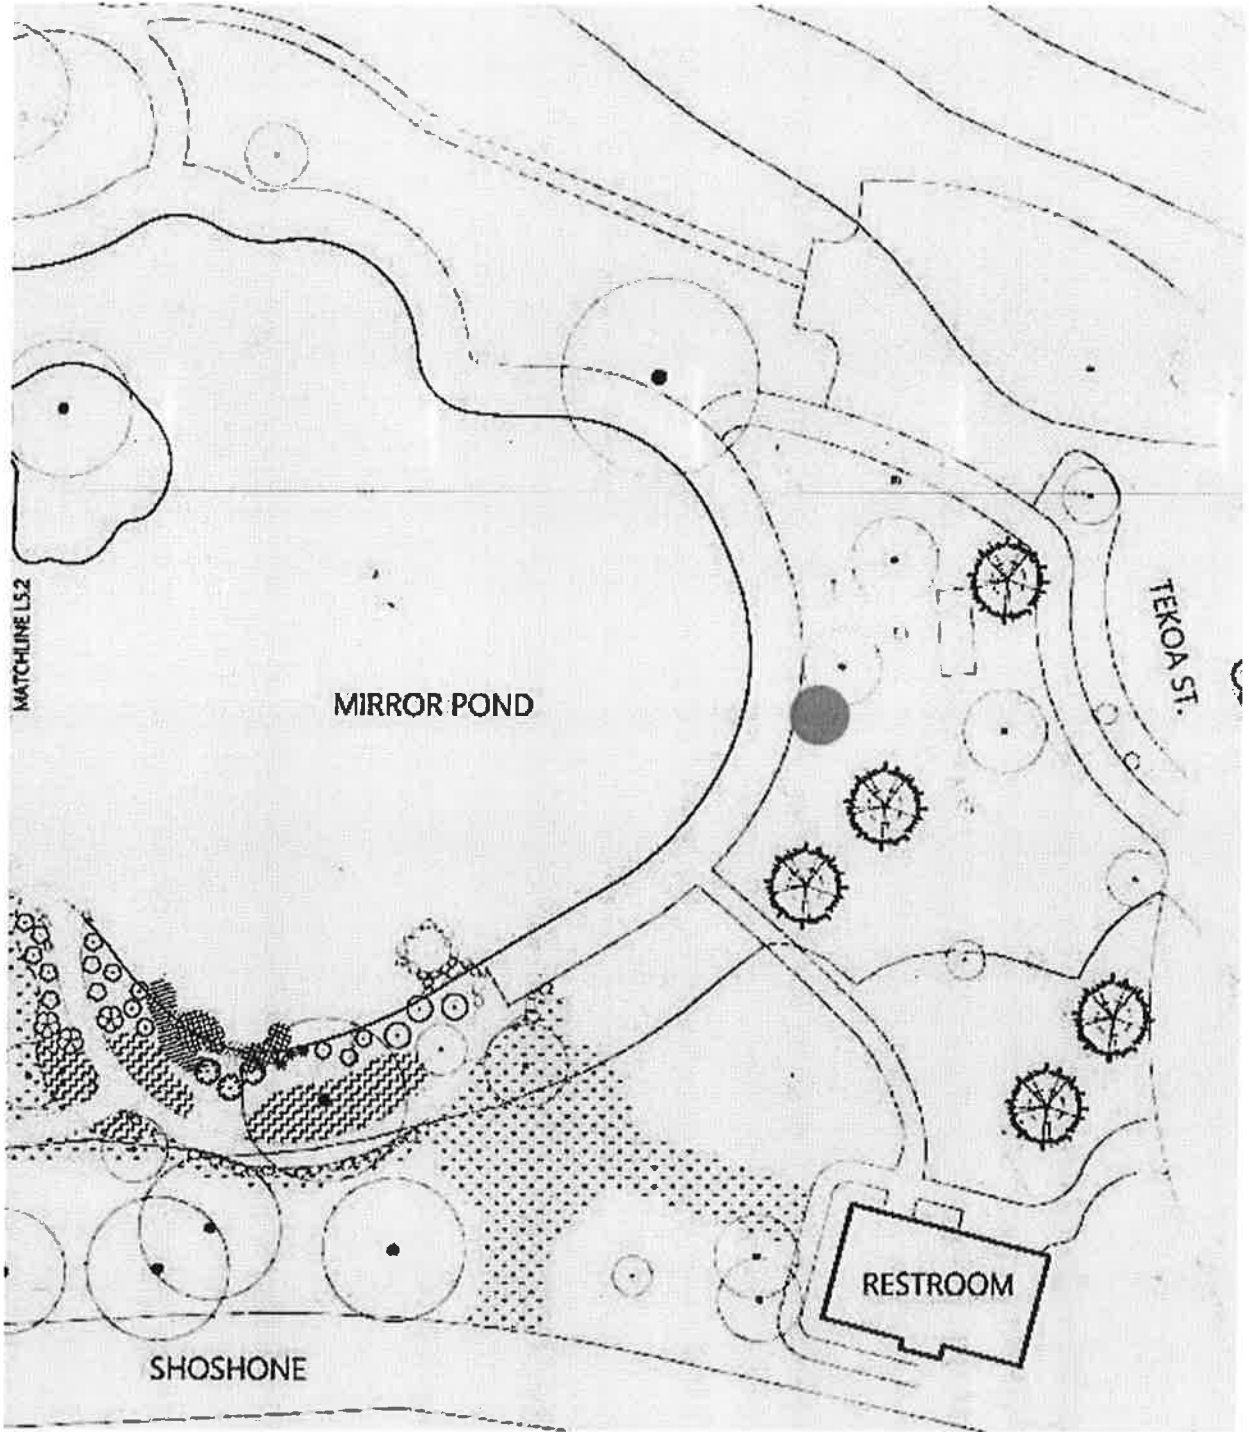 MATCHLINE L5.2
TEKOA ST.
MIRROR POND
RESTROOM
SHOSHONE